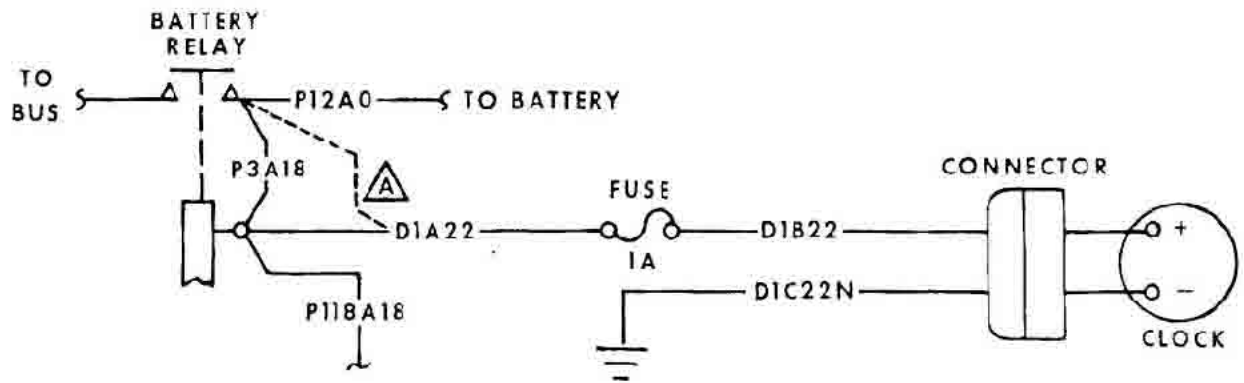 BATTERY
RELAY
TO
BUS
P12A0
TO BATTERY
P3A18
A
CONNECTOR
FUSE
D1A22
D1B22
+
1A
D1C22N
−
P118A18
CLOCK